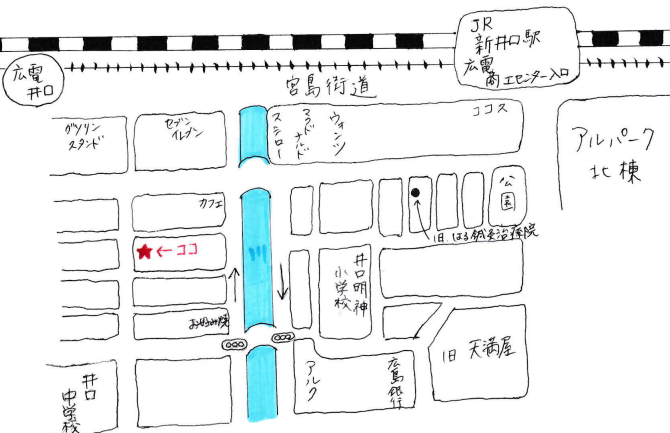 JR
新井口駅
広電
商工センター入口
広電
井口
宮島街道
ガソリン
スタンド
セブン
イレブン
スシロー
マクドナルド
ウォンツ
ココス
アルパーク
北棟
カフェ
公園
旧 はる鍼灸治療院
←ココ
川
井口明神
小学校
お好み焼
旧 天満屋
アルク
広島銀行
井口
中学校